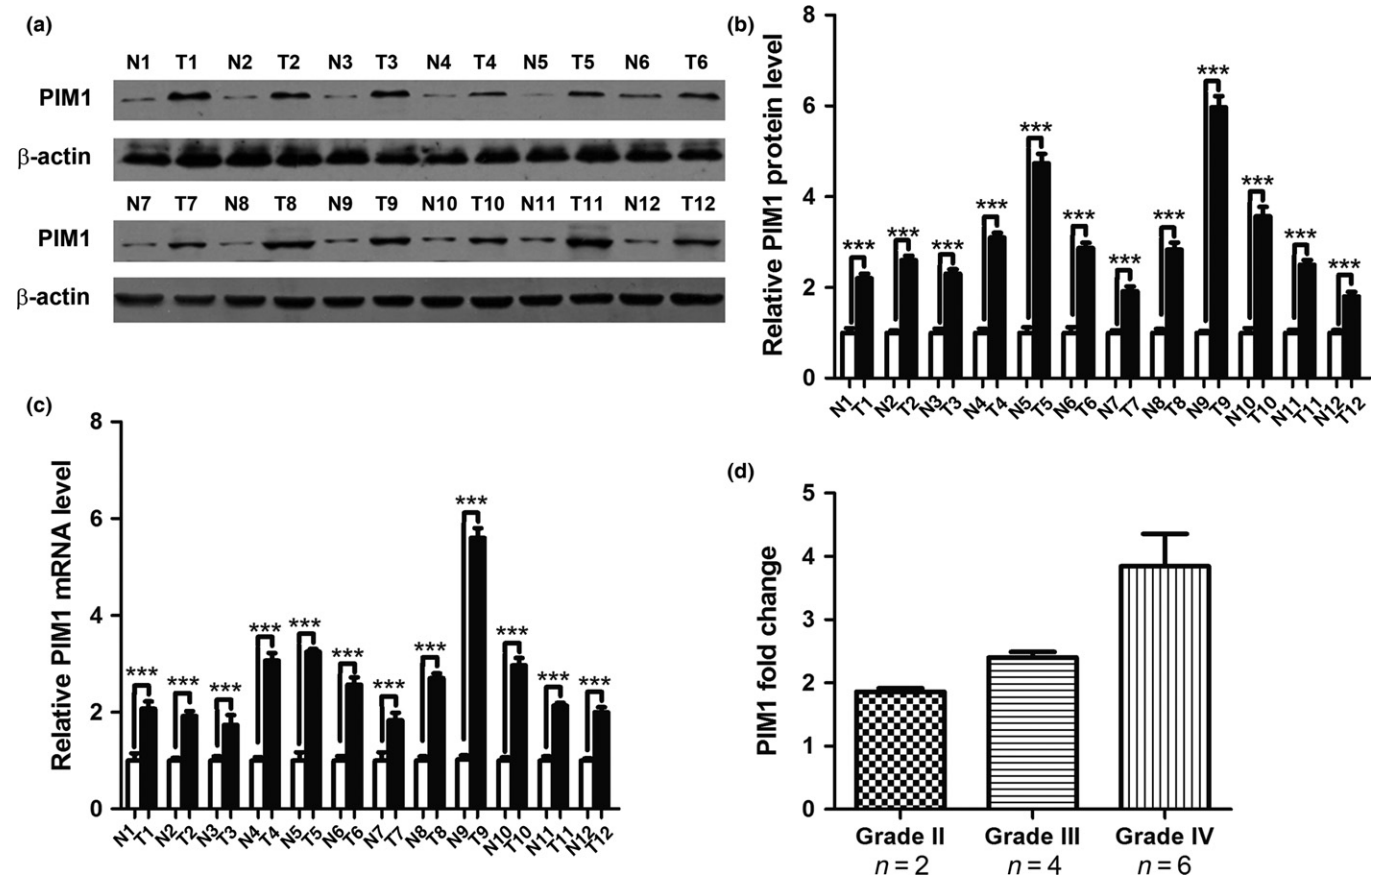 (a)
N1 T1 N2 T2 N3 T3 N4 T4 N5 T5 N6 T6
PIM1
β-actin
N7 T7 N8 T8 N9 T9 N10 T10 N11 T11 N12 T12
PIM1
β-actin
(b)
Relative PIM1 protein level
8
6
4
2
0
*** *** *** *** *** *** *** *** *** *** *** ***
N1 T1 N2 T2 N3 T3 N4 T4 N5 T5 N6 T6 N7 T7 N8 T8 N9 T9 N10 T10 N11 T11 N12 T12
(c)
Relative PIM1 mRNA level
8
6
4
2
0
*** *** *** *** *** *** *** *** *** *** *** ***
N1 T1 N2 T2 N3 T3 N4 T4 N5 T5 N6 T6 N7 T7 N8 T8 N9 T9 N10 T10 N11 T11 N12 T12
(d)
PIM1 fold change
5
4
3
2
1
0
Grade II Grade III Grade IV
n = 2 n = 4 n = 6